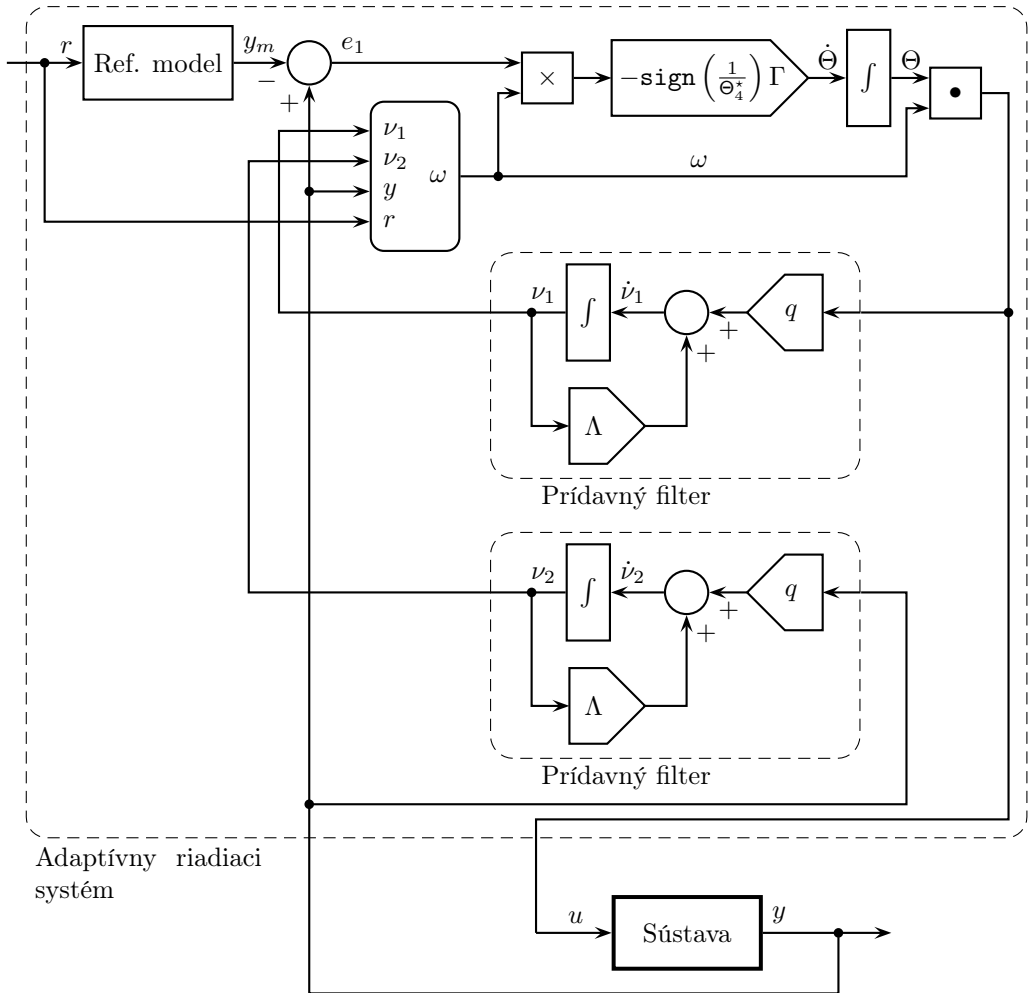 r
Ref. model
y_m
−
+
e_1
×
−sign (1/Θ_4^⋆) Γ
Θ̇
∫
Θ
•
ν_1
ν_2
y
r
ω
ω
ν_1
∫
ν̇_1
+
+
q
Λ
Prídavný filter
ν_2
∫
ν̇_2
+
+
q
Λ
Prídavný filter
Adaptívny riadiaci
systém
u
Sústava
y